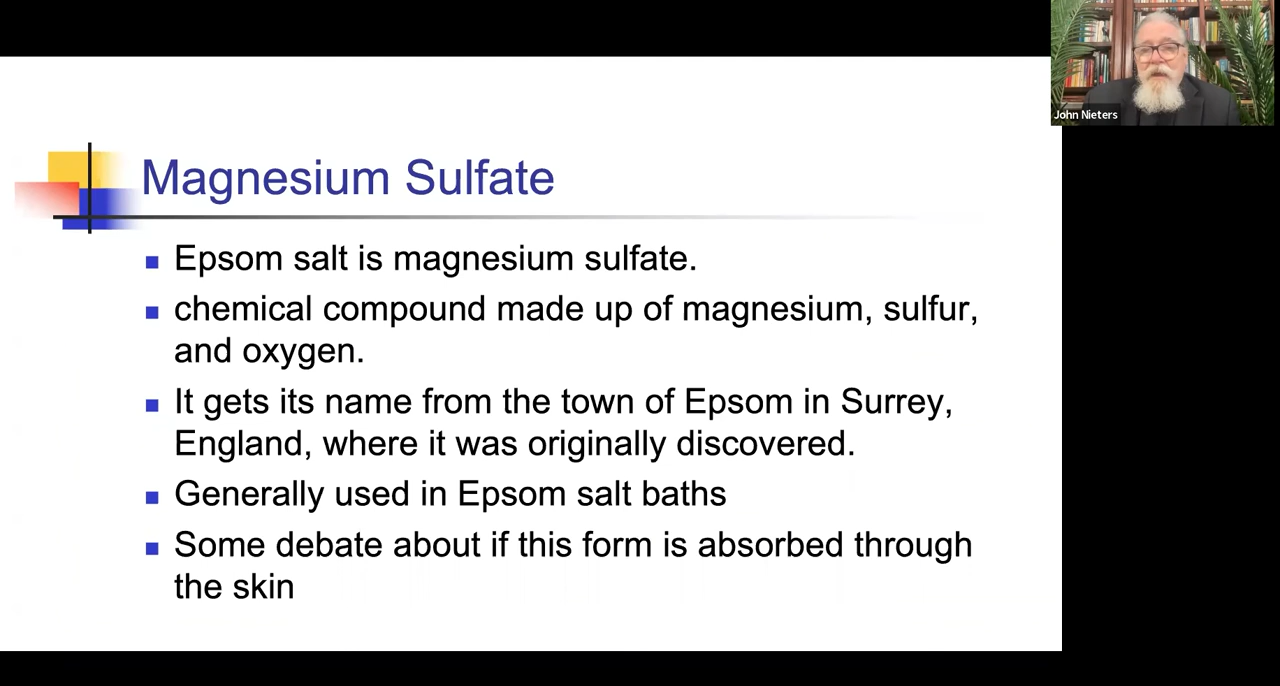 Magnesium Sulfate
Epsom salt is magnesium sulfate.
chemical compound made up of magnesium, sulfur,
and oxygen.
It gets its name from the town of Epsom in Surrey,
England, where it was originally discovered.
Generally used in Epsom salt baths
Some debate about if this form is absorbed through
the skin
John Nieters